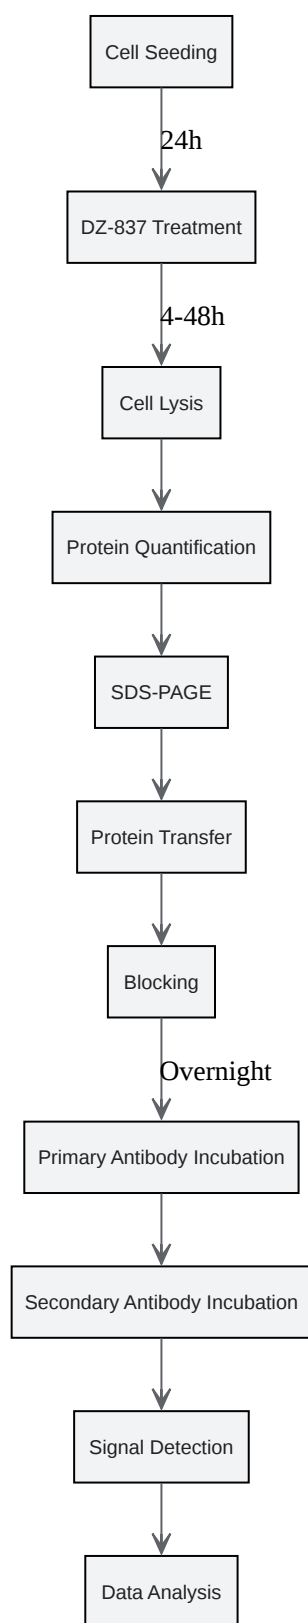 Cell Seeding
24h
DZ-837 Treatment
4-48h
Cell Lysis
Protein Quantification
SDS-PAGE
Protein Transfer
Blocking
Overnight
Primary Antibody Incubation
Secondary Antibody Incubation
Signal Detection
Data Analysis